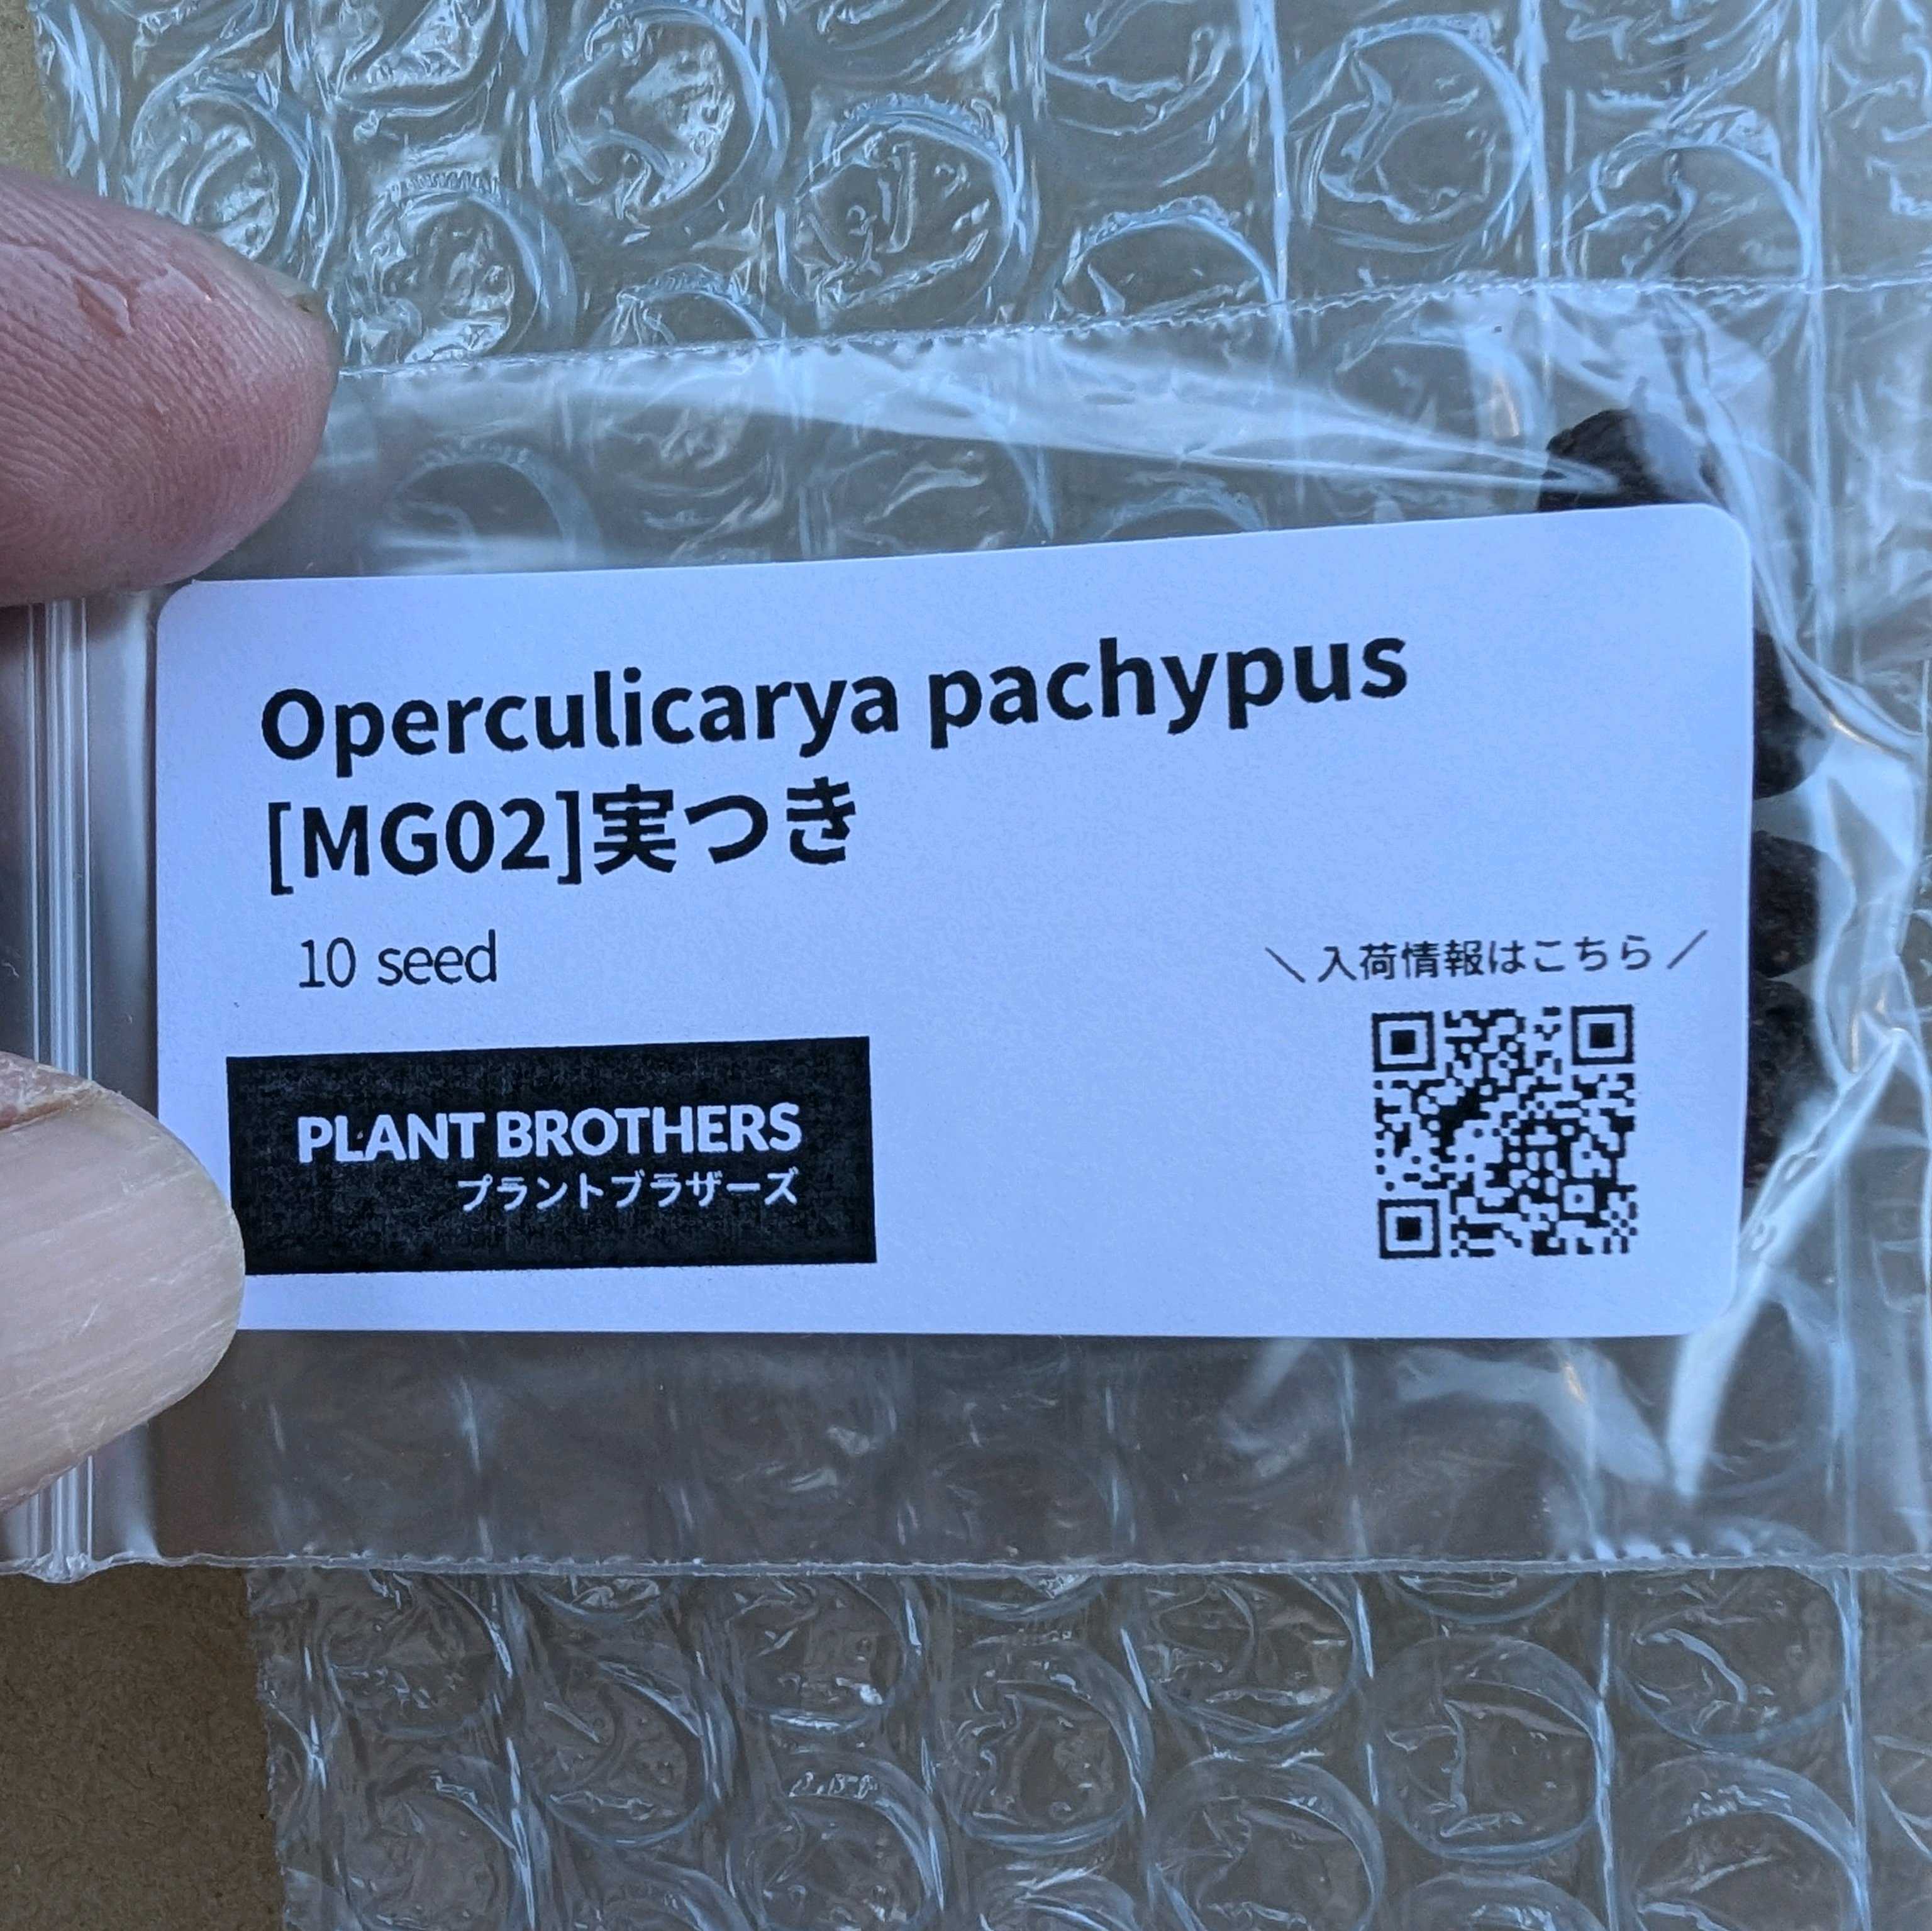 Operculicarya pachypus
[MG02]実つき
10 seed
\ 入荷情報はこちら /
PLANT BROTHERS
プラントブラザーズ